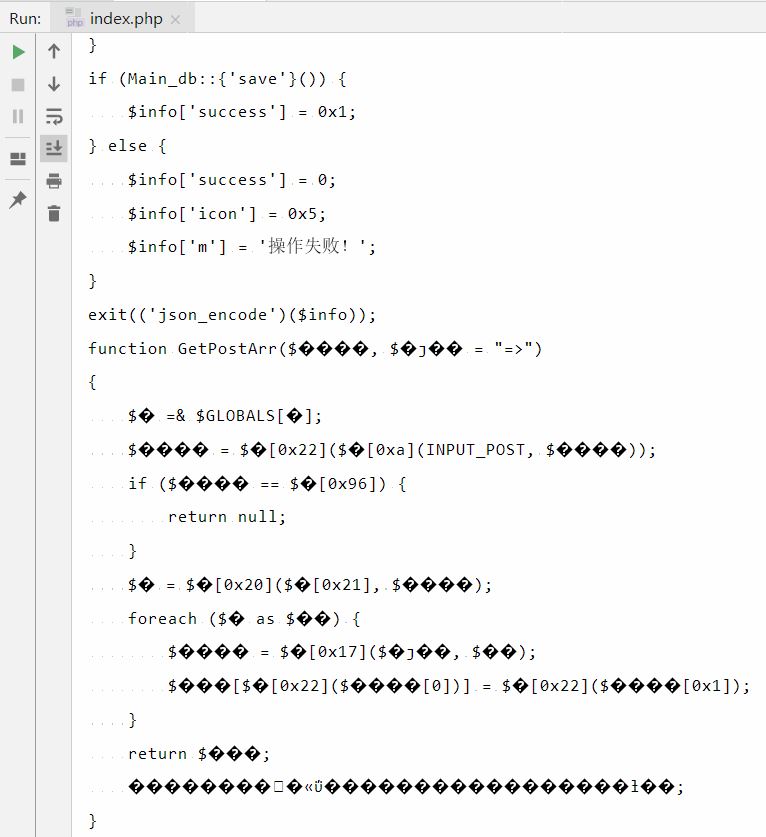 Run: index.php
}
if (Main_db::{'save'}()) {
$info['success'] = 0x1;
} else {
$info['success'] = 0;
$info['icon'] = 0x5;
$info['m'] = '操作失败！';
}
exit(('json_encode')($info));
function GetPostArr($����, $�ȷ�� = "=>")
{
$� =& $GLOBALS[�];
$���� = $�[0x22]($�[0xa](INPUT_POST, $����));
if ($���� == $�[0x96]) {
return null;
}
$� = $�[0x20]($�[0x21], $����);
foreach ($� as $��) {
$���� = $�[0x17]($�ȷ��, $��);
$���[$�[0x22]($����[0])] = $�[0x22]($����[0x1]);
}
return $���;
}